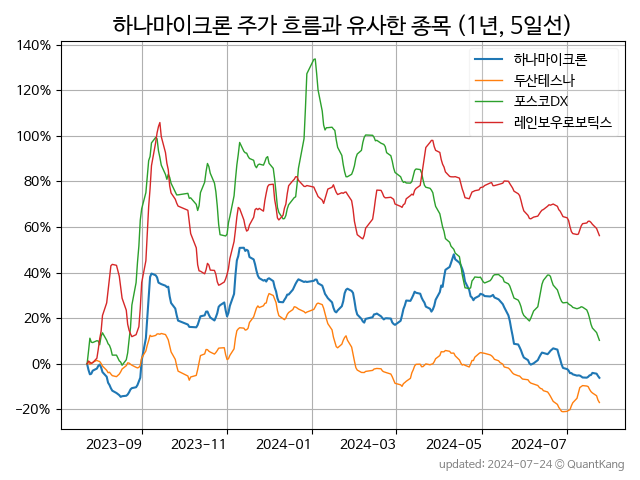 하나마이크론 주가 흐름과 유사한 종목 (1년, 5일선)
140%
120%
100%
80%
60%
40%
20%
0%
−20%
하나마이크론
두산테스나
포스코DX
레인보우로보틱스
2023-09
2023-11
2024-01
2024-03
2024-05
2024-07
updated: 2024-07-24 © QuantKang